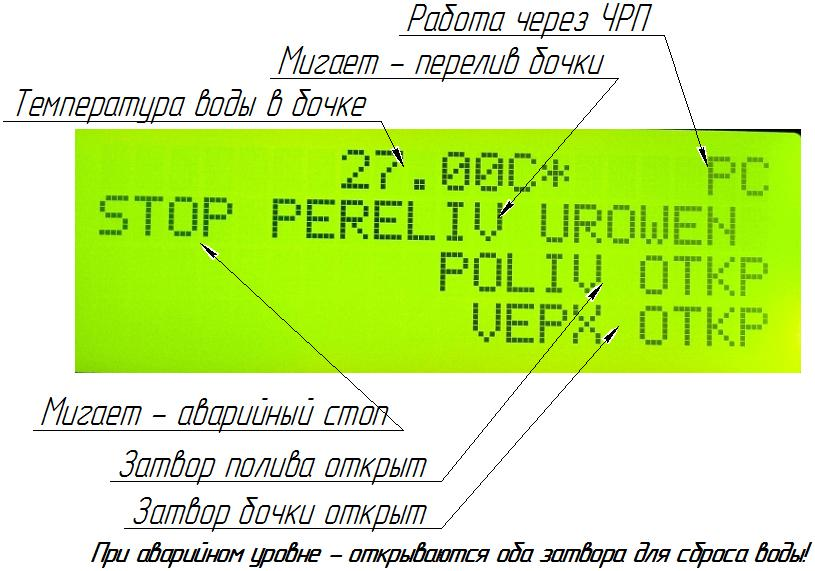 Работа через ЧРП
Мигает – перелив бочки
Температура воды в бочке
27.00C* PC
STOP PERELIV UROWEN
POLIV OTKP
VEPX OTKP
Мигает – аварийный стоп
Затвор полива открыт
Затвор бочки открыт
При аварийном уровне – открываются оба затвора для сброса воды!